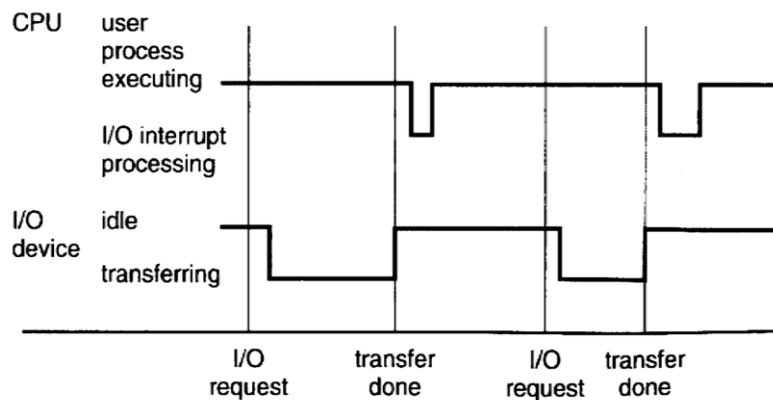 CPU user
process
executing
I/O interrupt
processing
I/O idle
device
transferring
I/O transfer I/O transfer
request done request done